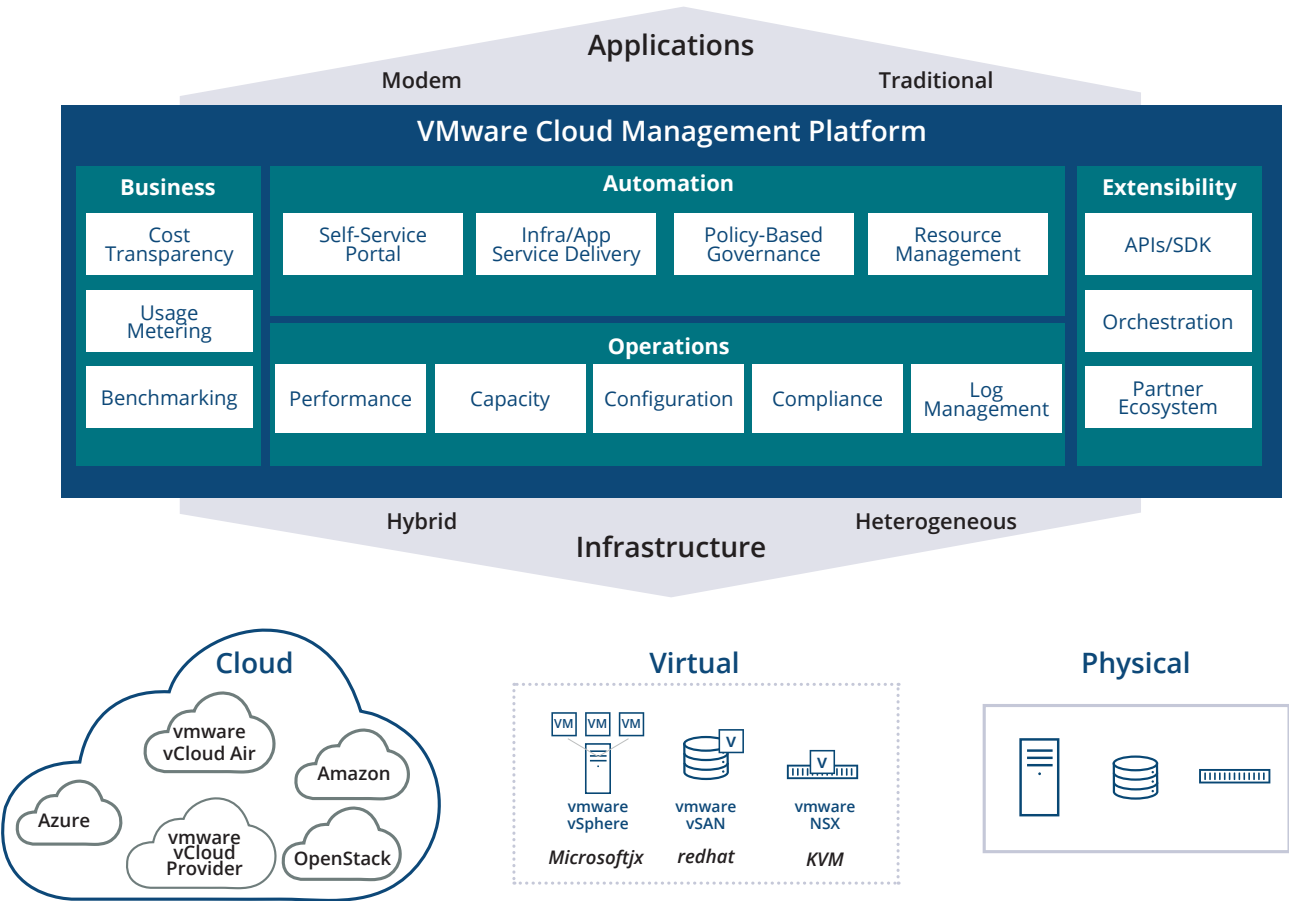 Applications
Modem
Traditional
VMware Cloud Management Platform
Business
Cost
Transparency
Usage
Metering
Benchmarking
Automation
Self-Service
Portal
Infra/App
Service Delivery
Policy-Based
Governance
Resource
Management
Operations
Performance
Capacity
Configuration
Compliance
Log
Management
Extensibility
APIs/SDK
Orchestration
Partner
Ecosystem
Hybrid
Heterogeneous
Infrastructure
Cloud
vmware
vCloud Air
Amazon
Azure
vmware
vCloud
Provider
OpenStack
Virtual
VM
VM
VM
V
V
vmware
vSphere
vmware
vSAN
vmware
NSX
Microsoftjx
redhat
KVM
Physical